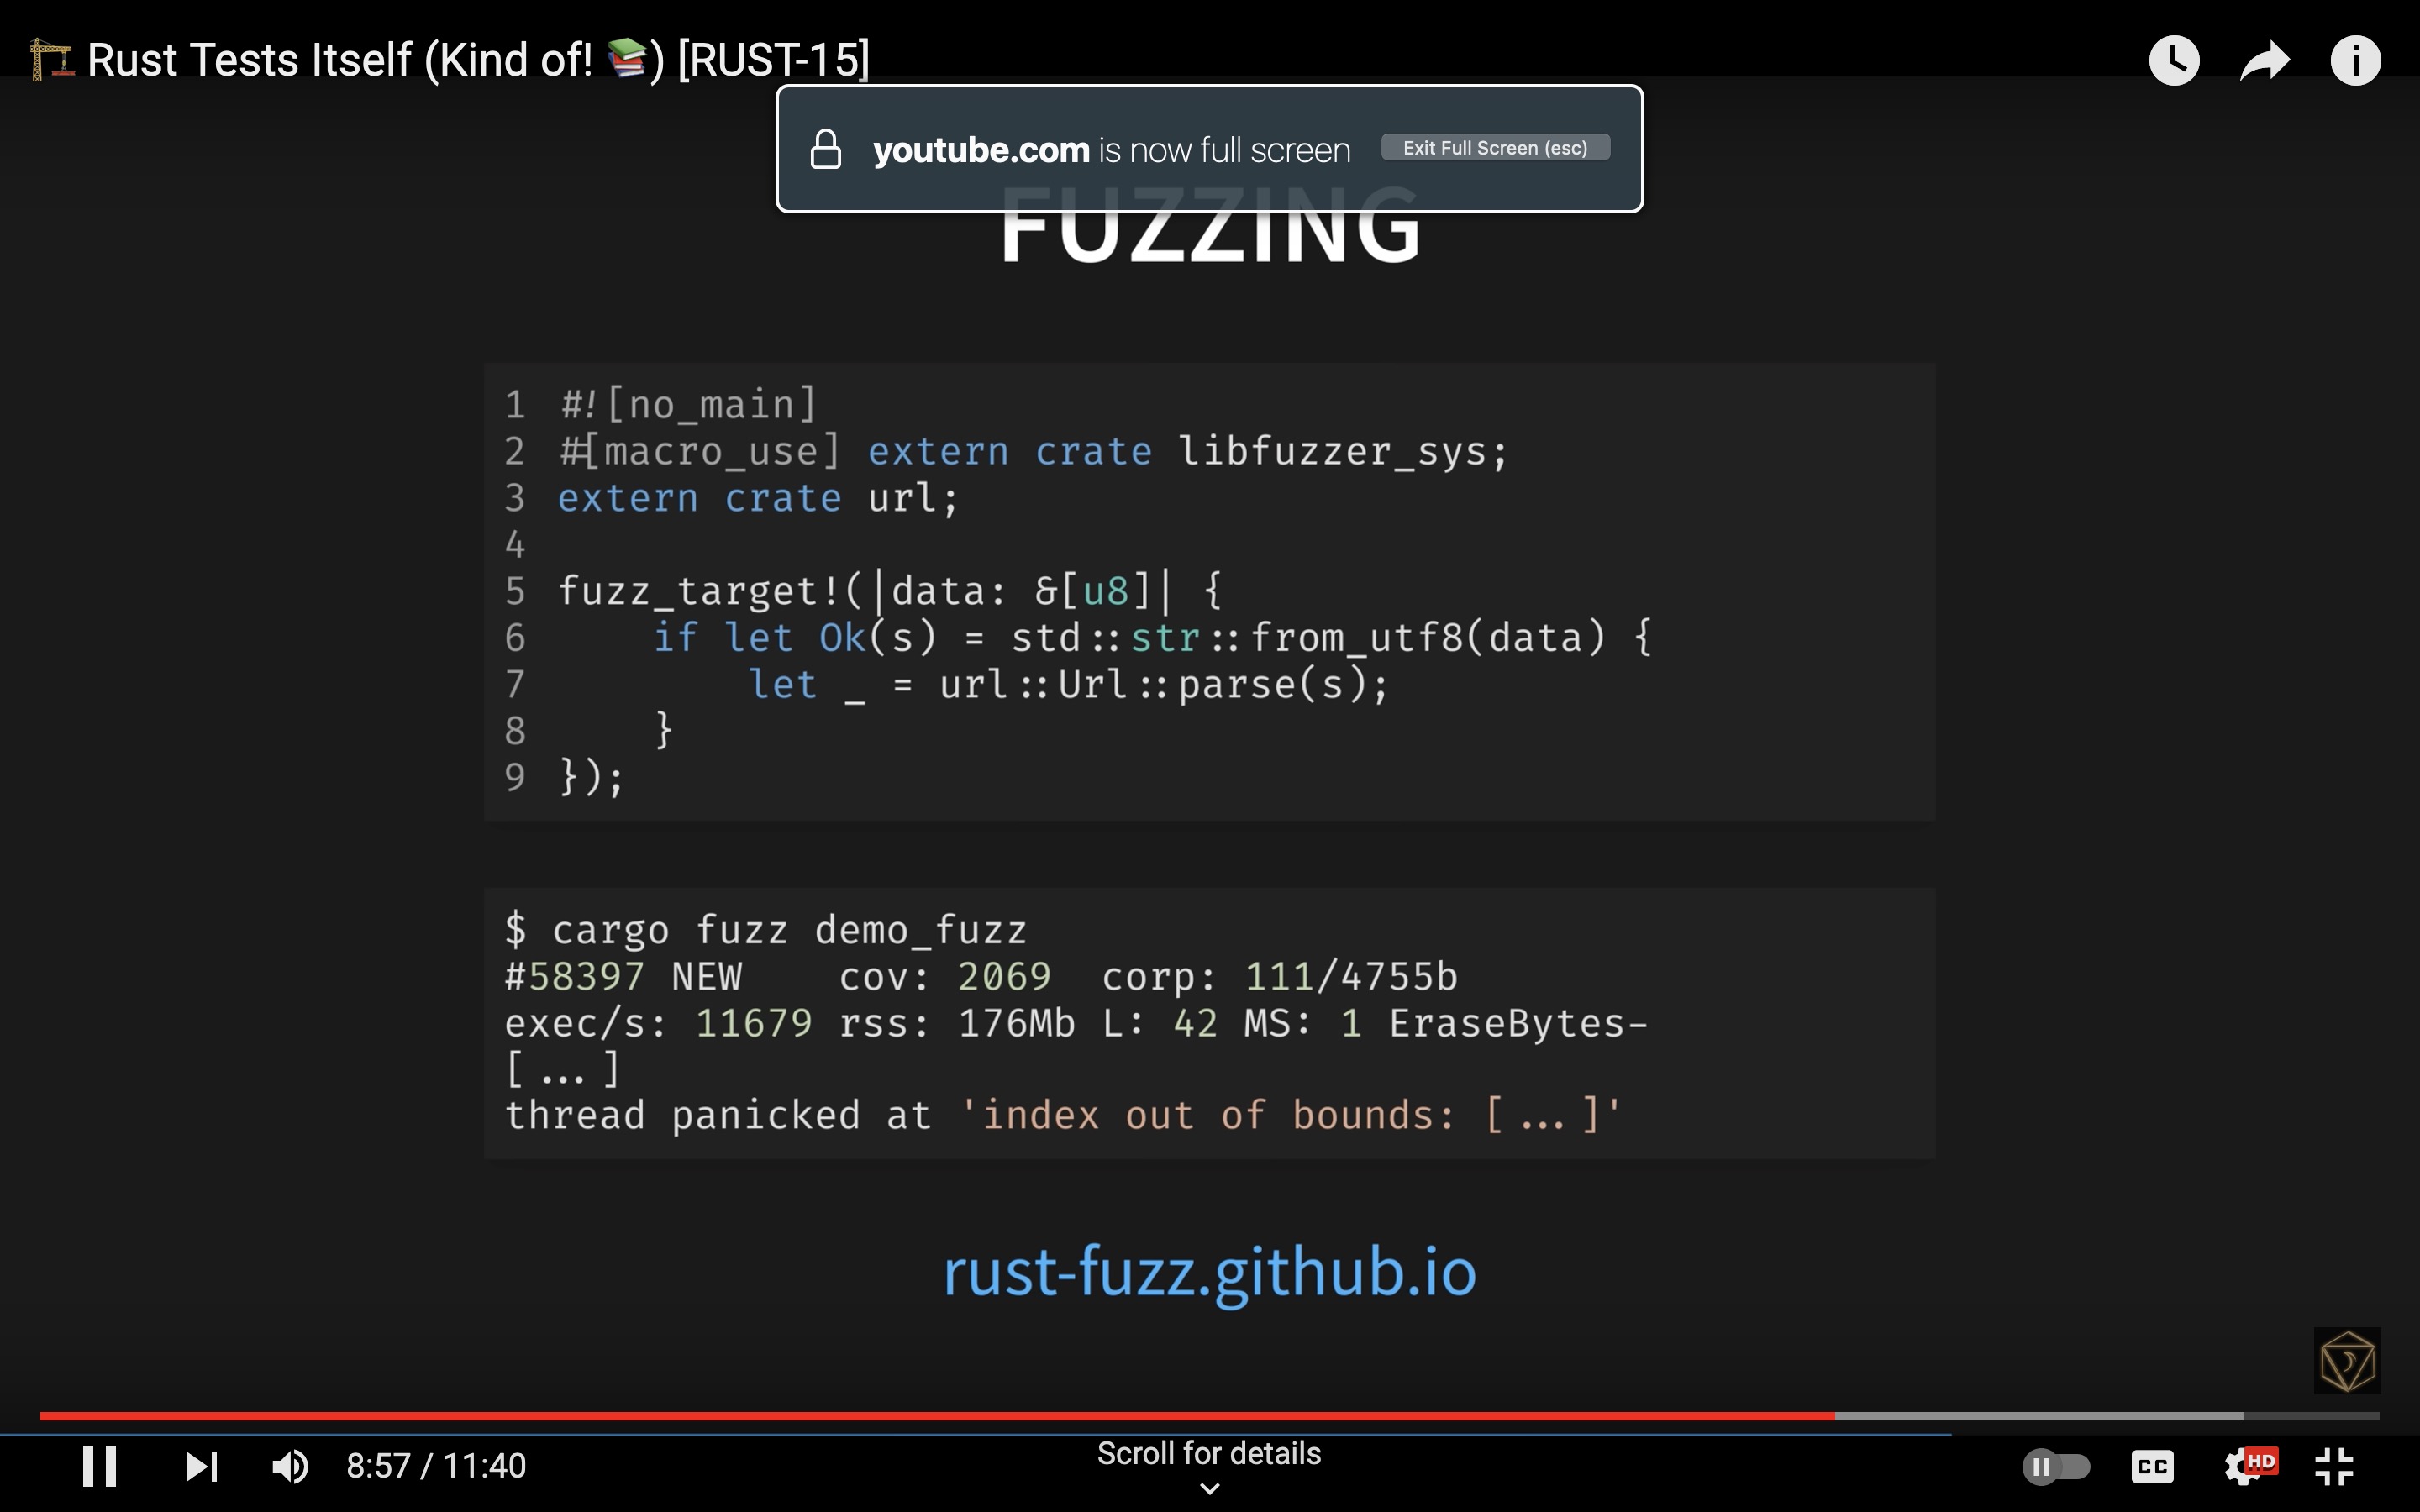 🏗️ Rust Tests Itself (Kind of! 📚) [RUST-15]
youtube.com is now full screen Exit Full Screen (esc)
FUZZING
1 #![no_main]
2 #[macro_use] extern crate libfuzzer_sys;
3 extern crate url;
4
5 fuzz_target!(|data: &[u8]| {
6     if let Ok(s) = std::str::from_utf8(data) {
7         let _ = url::Url::parse(s);
8     }
9 });
$ cargo fuzz demo_fuzz
#58397 NEW    cov: 2069  corp: 111/4755b
exec/s: 11679 rss: 176Mb L: 42 MS: 1 EraseBytes-
[...]
thread panicked at 'index out of bounds: [...]'
rust-fuzz.github.io
8:57 / 11:40
Scroll for details
CC
HD